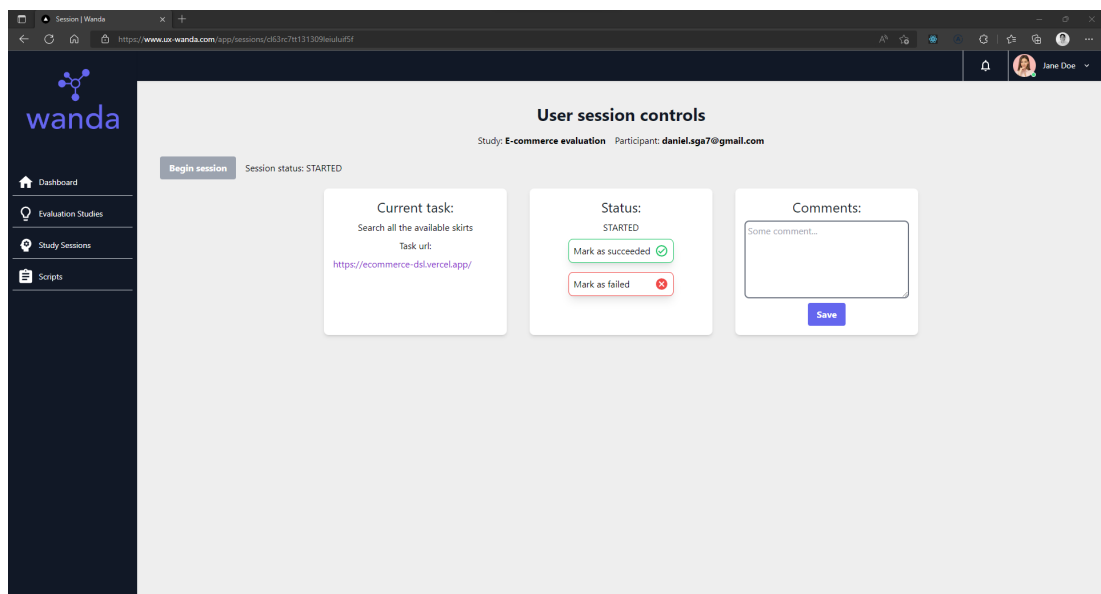 Session | Wanda
https://www.ux-wanda.com/app/sessions/
Jane Doe
wanda
Dashboard
Evaluation Studies
Study Sessions
Scripts
User session controls
Study: E-commerce evaluation Participant: daniel.sga7@gmail.com
Begin session
Session status: STARTED
Current task:
Search all the available skirts
Task url:
https://ecommerce-dsl.vercel.app/
Status:
STARTED
Mark as succeeded
Mark as failed
Comments:
Some comment...
Save